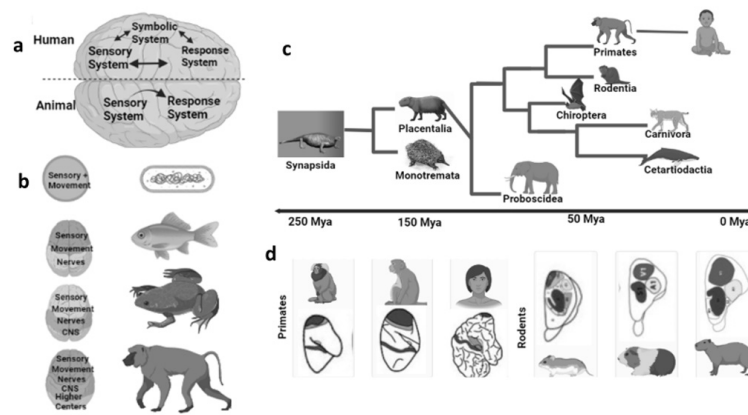 a
Human
Symbolic
System
Sensory
System
Response
System
Animal
Sensory
System
Response
System
b
Sensory +
Movement
Sensory
Movement
Nerves
Sensory
Movement
Nerves
CNS
Sensory
Movement
Nerves
CNS
Higher
Centers
c
Primates
Rodentia
Chiroptera
Carnivora
Cetartiodactia
Placentalia
Synapsida
Monotremata
Proboscidea
250 Mya
150 Mya
50 Mya
0 Mya
d
Primates
Rodents